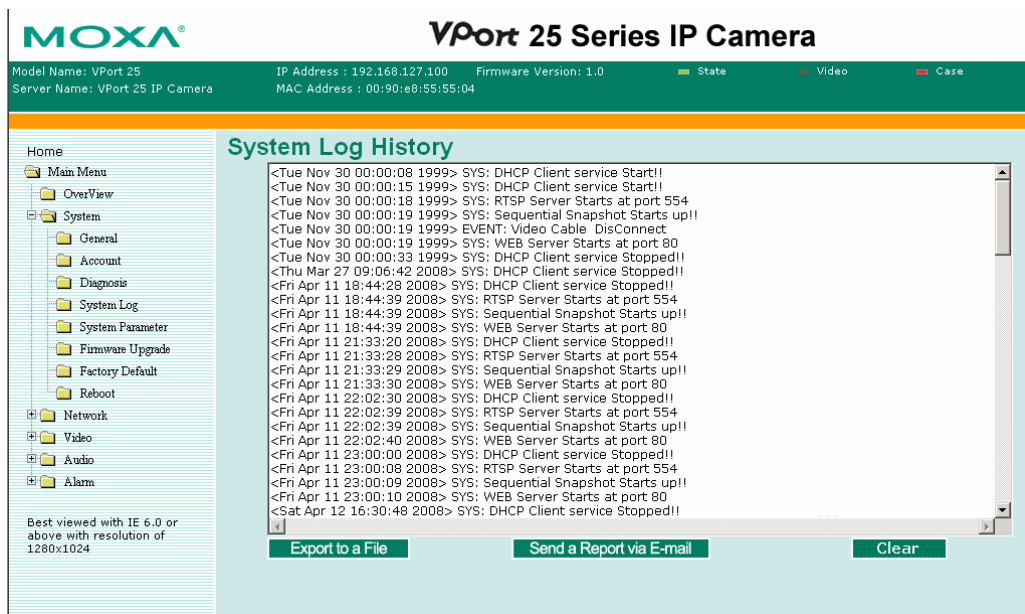 MOXA®
VPort 25 Series IP Camera
Model Name: VPort 25
IP Address : 192.168.127.100
Firmware Version: 1.0
State
Video
Case
Server Name: VPort 25 IP Camera
MAC Address : 00:90:e8:55:55:04
Home
Main Menu
OverView
System
General
Account
Diagnosis
System Log
System Parameter
Firmware Upgrade
Factory Default
Reboot
Network
Video
Audio
Alarm
Best viewed with IE 6.0 or
above with resolution of
1280x1024
System Log History
<Tue Nov 30 00:00:08 1999> SYS: DHCP Client service Start!!
<Tue Nov 30 00:00:15 1999> SYS: DHCP Client service Start!!
<Tue Nov 30 00:00:18 1999> SYS: RTSP Server Starts at port 554
<Tue Nov 30 00:00:19 1999> SYS: Sequential Snapshot Starts up!!
<Tue Nov 30 00:00:19 1999> EVENT: Video Cable  DisConnect
<Tue Nov 30 00:00:19 1999> SYS: WEB Server Starts at port 80
<Tue Nov 30 00:00:33 1999> SYS: DHCP Client service Stopped!!
<Thu Mar 27 09:06:42 2008> SYS: DHCP Client service Stopped!!
<Fri Apr 11 18:44:28 2008> SYS: DHCP Client service Stopped!!
<Fri Apr 11 18:44:39 2008> SYS: RTSP Server Starts at port 554
<Fri Apr 11 18:44:39 2008> SYS: Sequential Snapshot Starts up!!
<Fri Apr 11 18:44:39 2008> SYS: WEB Server Starts at port 80
<Fri Apr 11 21:33:20 2008> SYS: DHCP Client service Stopped!!
<Fri Apr 11 21:33:28 2008> SYS: RTSP Server Starts at port 554
<Fri Apr 11 21:33:29 2008> SYS: Sequential Snapshot Starts up!!
<Fri Apr 11 21:33:30 2008> SYS: WEB Server Starts at port 80
<Fri Apr 11 22:02:30 2008> SYS: DHCP Client service Stopped!!
<Fri Apr 11 22:02:39 2008> SYS: RTSP Server Starts at port 554
<Fri Apr 11 22:02:39 2008> SYS: Sequential Snapshot Starts up!!
<Fri Apr 11 22:02:40 2008> SYS: WEB Server Starts at port 80
<Fri Apr 11 23:00:00 2008> SYS: DHCP Client service Stopped!!
<Fri Apr 11 23:00:08 2008> SYS: RTSP Server Starts at port 554
<Fri Apr 11 23:00:09 2008> SYS: Sequential Snapshot Starts up!!
<Fri Apr 11 23:00:10 2008> SYS: WEB Server Starts at port 80
<Sat Apr 12 16:30:48 2008> SYS: DHCP Client service Stopped!!
Export to a File
Send a Report via E-mail
Clear